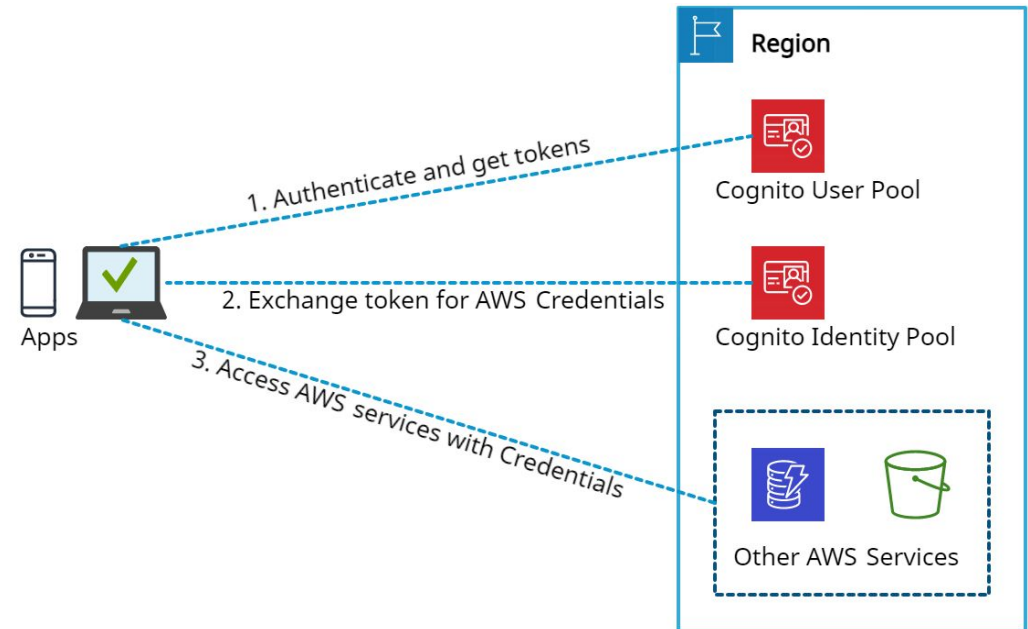 Region
1. Authenticate and get tokens
Cognito User Pool
2. Exchange token for AWS Credentials
Apps
Cognito Identity Pool
3. Access AWS services with Credentials
Other AWS Services